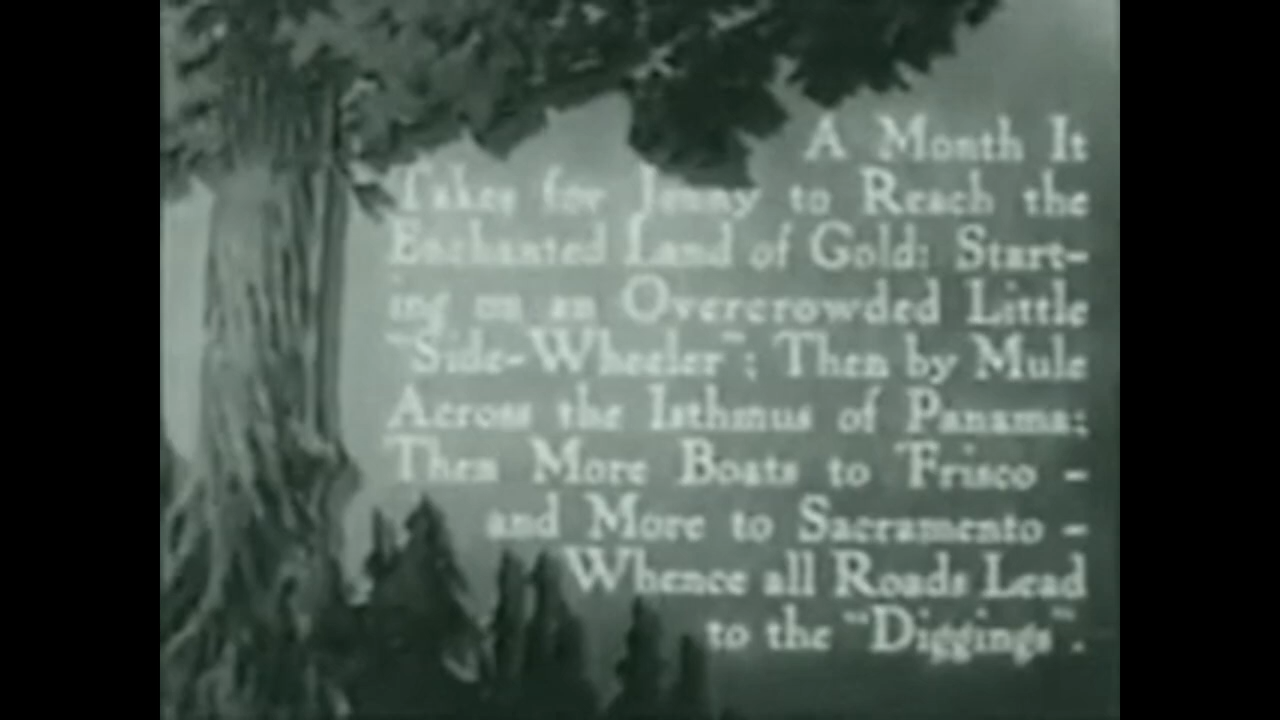 A Month It
Takes for Jenny to Reach the
Enchanted Land of Gold: Start-
ing on an Overcrowded Little
"Side-Wheeler"; Then by Mule
Across the Isthmus of Panama;
Then More Boats to 'Frisco -
and More to Sacramento -
Whence all Roads Lead
to the "Diggings".